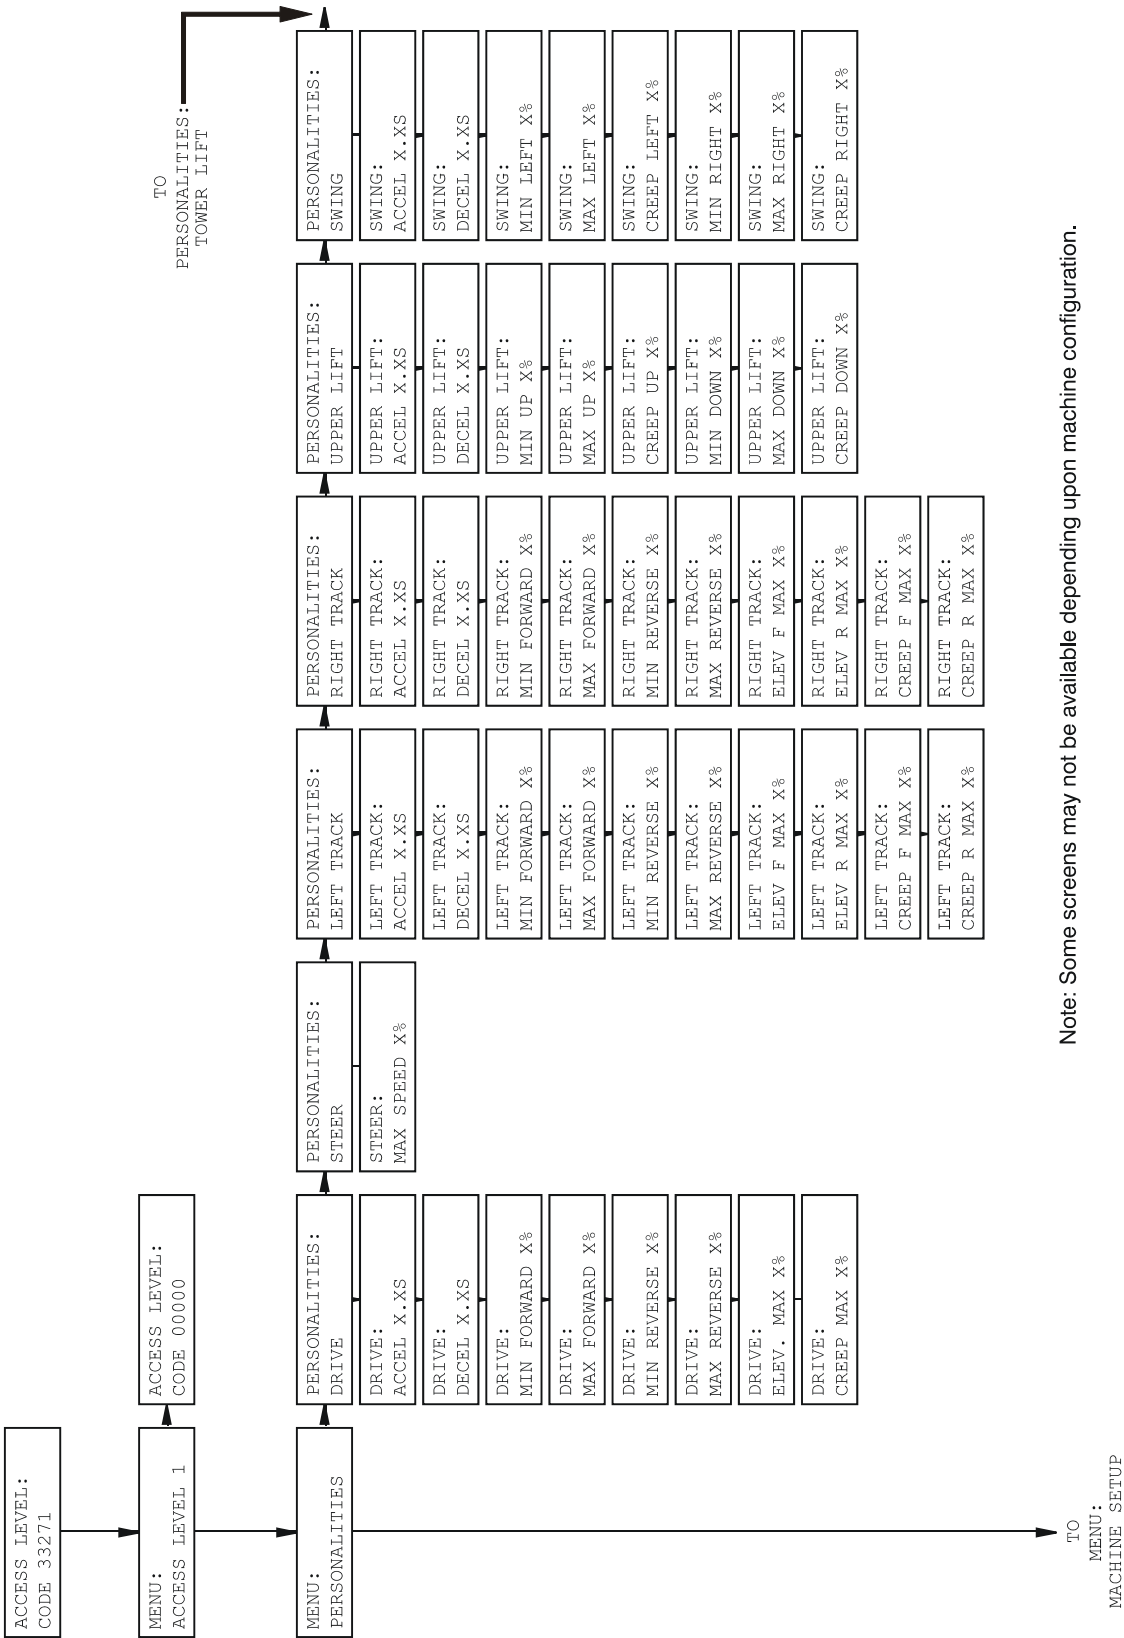 ACCESS LEVEL:
CODE 33271
MENU:
ACCESS LEVEL 1
ACCESS LEVEL:
CODE 00000
MENU:
PERSONALITIES
PERSONALITIES:
DRIVE
DRIVE:
ACCEL X.XS
DRIVE:
DECEL X.XS
DRIVE:
MIN FORWARD X%
DRIVE:
MAX FORWARD X%
DRIVE:
MIN REVERSE X%
DRIVE:
MAX REVERSE X%
DRIVE:
ELEV. MAX X%
DRIVE:
CREEP MAX X%
PERSONALITIES:
STEER
STEER:
MAX SPEED X%
PERSONALITIES:
LEFT TRACK
LEFT TRACK:
ACCEL X.XS
LEFT TRACK:
DECEL X.XS
LEFT TRACK:
MIN FORWARD X%
LEFT TRACK:
MAX FORWARD X%
LEFT TRACK:
MIN REVERSE X%
LEFT TRACK:
MAX REVERSE X%
LEFT TRACK:
ELEV F MAX X%
LEFT TRACK:
ELEV R MAX X%
LEFT TRACK:
CREEP F MAX X%
LEFT TRACK:
CREEP R MAX X%
PERSONALITIES:
RIGHT TRACK
RIGHT TRACK:
ACCEL X.XS
RIGHT TRACK:
DECEL X.XS
RIGHT TRACK:
MIN FORWARD X%
RIGHT TRACK:
MAX FORWARD X%
RIGHT TRACK:
MIN REVERSE X%
RIGHT TRACK:
MAX REVERSE X%
RIGHT TRACK:
ELEV F MAX X%
RIGHT TRACK:
ELEV R MAX X%
RIGHT TRACK:
CREEP F MAX X%
RIGHT TRACK:
CREEP R MAX X%
PERSONALITIES:
UPPER LIFT
UPPER LIFT:
ACCEL X.XS
UPPER LIFT:
DECEL X.XS
UPPER LIFT:
MIN UP X%
UPPER LIFT:
MAX UP X%
UPPER LIFT:
CREEP UP X%
UPPER LIFT:
MIN DOWN X%
UPPER LIFT:
MAX DOWN X%
UPPER LIFT:
CREEP DOWN X%
PERSONALITIES:
SWING
SWING:
ACCEL X.XS
SWING:
DECEL X.XS
SWING:
MIN LEFT X%
SWING:
MAX LEFT X%
SWING:
CREEP LEFT X%
SWING:
MIN RIGHT X%
SWING:
MAX RIGHT X%
SWING:
CREEP RIGHT X%
TO
PERSONALITIES:
TOWER LIFT
TO
MENU:
MACHINE SETUP
Note: Some screens may not be available depending upon machine configuration.